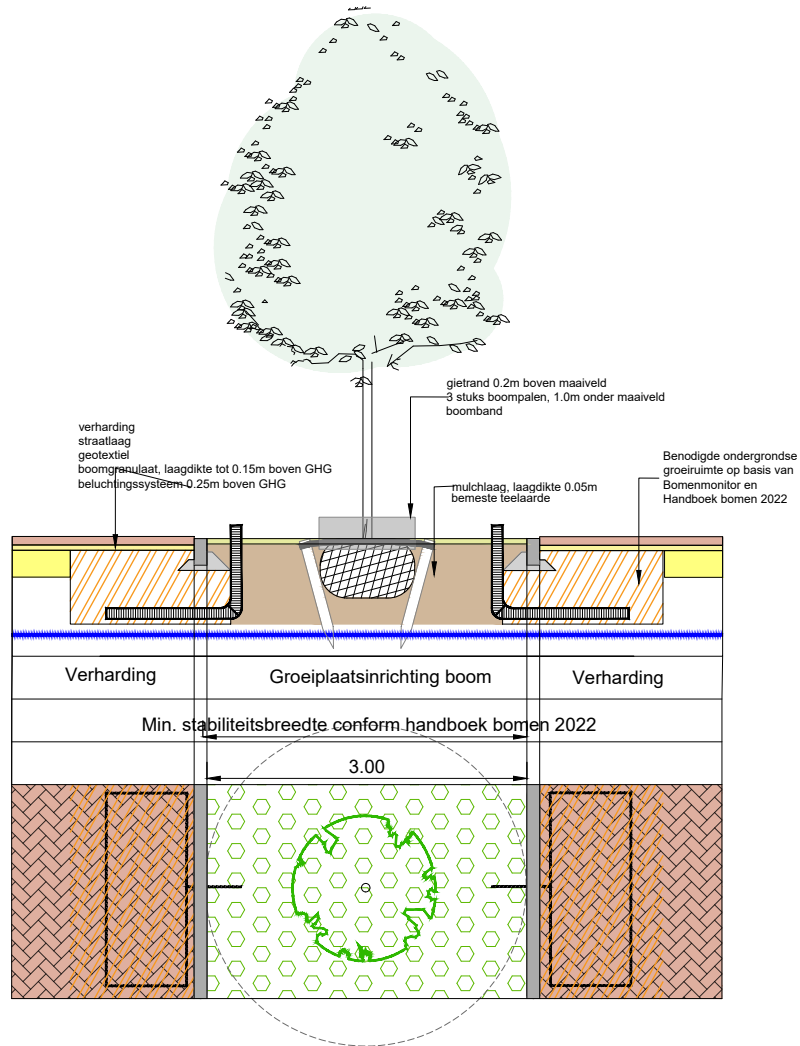 gietrand 0.2m boven maaiveld
3 stuks boompalen, 1.0m onder maaiveld
boomband
verharding
straatlaag
geotextiel
boomgranulaat, laagdikte tot 0.15m boven GHG
beluchtingssysteem 0.25m boven GHG
mulchlaag, laagdikte 0.05m
bemeste teelaarde
Benodigde ondergrondse
groeiruimte op basis van
Bomenmonitor en
Handboek bomen 2022
Verharding
Groeiplaatsinrichting boom
Verharding
Min. stabiliteitsbreedte conform handboek bomen 2022
3.00